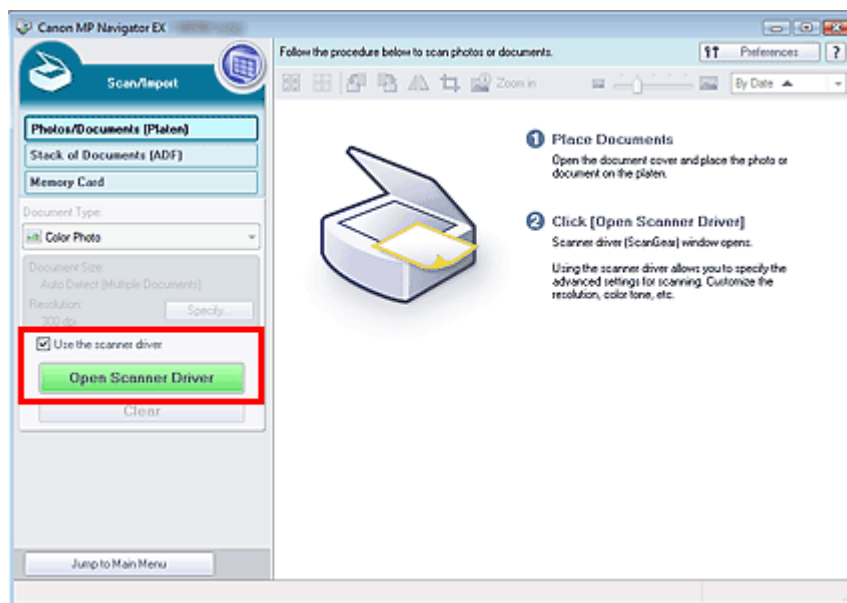 Canon MP Navigator EX
Scan/Import
Photos/Documents (Platen)
Stack of Documents (ADF)
Memory Card
Document Type:
Color Photo
Document Size:
Auto Detect (Multiple Documents)
Resolution:
300 dpi
Specify...
Use the scanner driver
Open Scanner Driver
Clear
Jump to Main Menu
Follow the procedure below to scan photos or documents.
Preferences
?
Zoom in
By Date
1 Place Documents
Open the document cover and place the photo or
document on the platen.
2 Click [Open Scanner Driver]
Scanner driver (ScanGear) window opens.
Using the scanner driver allows you to specify the
advanced settings for scanning. Customize the
resolution, color tone, etc.